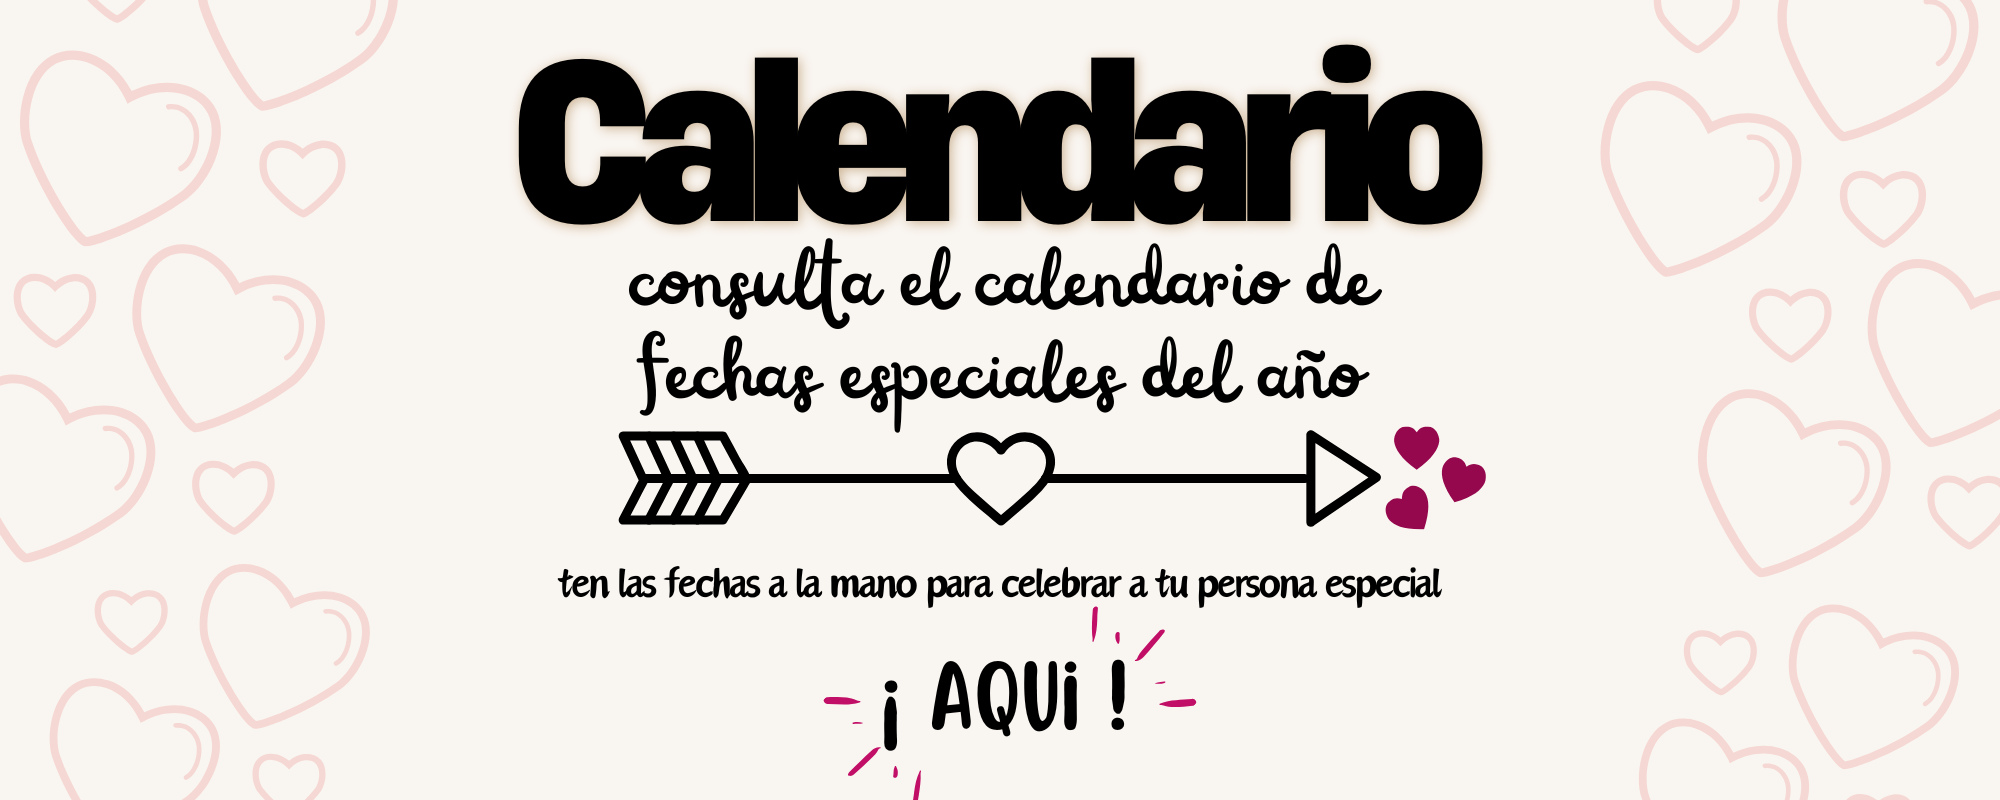 Calendario
consulta el calendario de
fechas especiales del año
ten las fechas a la mano para celebrar a tu persona especial
¡ AQUi !